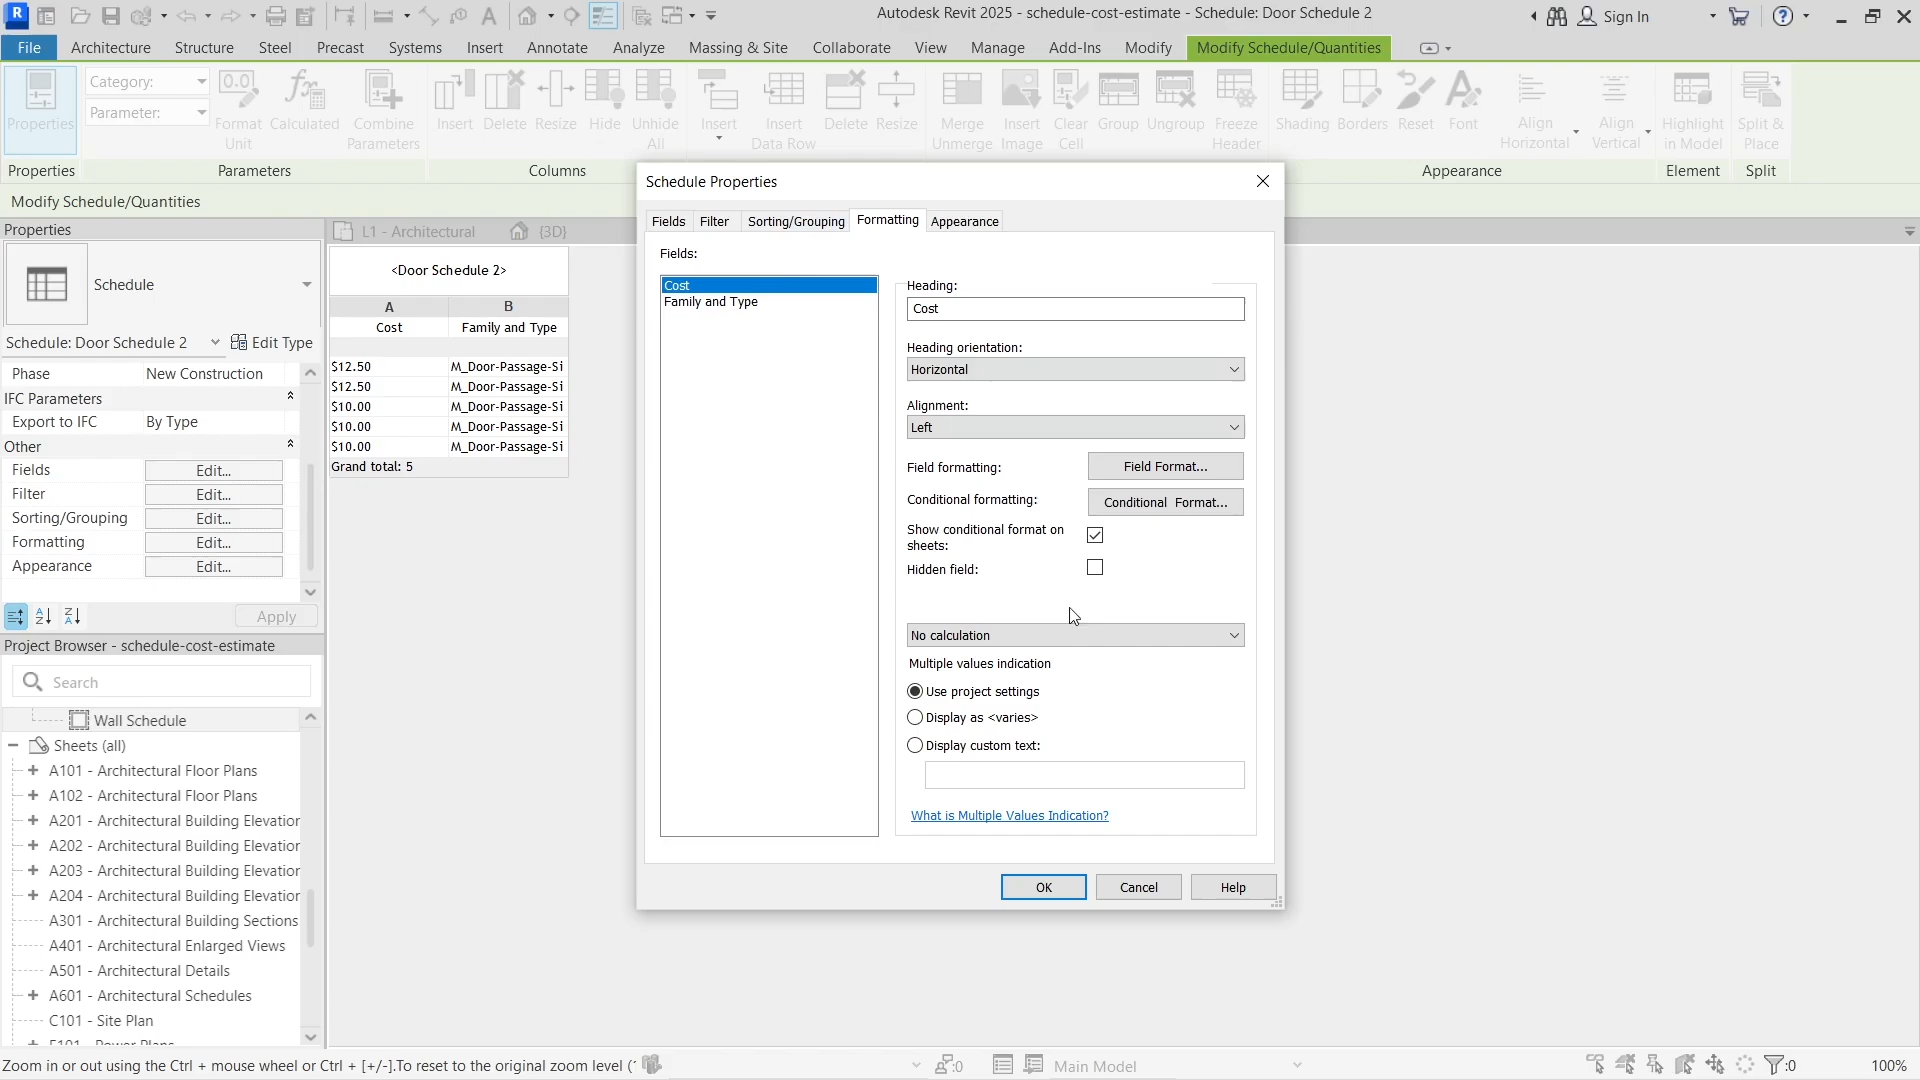 Autodesk Revit 2025 - schedule-cost-estimate - Schedule: Door Schedule 2
Sign In
File
Architecture
Structure
Steel
Precast
Systems
Insert
Annotate
Analyze
Massing & Site
Collaborate
View
Manage
Add-Ins
Modify
Modify Schedule/Quantities
Properties
Category:
Parameter:
Format
Unit
Calculated
Combine
Parameters
Insert
Delete
Resize
Hide
Unhide
All
Insert
Insert
Data Row
Delete
Resize
Merge
Unmerge
Insert
Image
Clear
Cell
Group
Ungroup
Freeze
Header
Shading
Borders
Reset
Font
Align
Horizontal
Align
Vertical
Highlight
in Model
Split &
Place
Properties
Parameters
Columns
Appearance
Element
Split
Modify Schedule/Quantities
Properties
Schedule
Schedule: Door Schedule 2
Edit Type
Phase
New Construction
IFC Parameters
Export to IFC
By Type
Other
Fields
Edit...
Filter
Edit...
Sorting/Grouping
Edit...
Formatting
Edit...
Appearance
Edit...
Apply
Project Browser - schedule-cost-estimate
Search
Wall Schedule
Sheets (all)
A101 - Architectural Floor Plans
A102 - Architectural Floor Plans
A201 - Architectural Building Elevation
A202 - Architectural Building Elevation
A203 - Architectural Building Elevation
A204 - Architectural Building Elevation
A301 - Architectural Building Sections
A401 - Architectural Enlarged Views
A501 - Architectural Details
A601 - Architectural Schedules
C101 - Site Plan
L1 - Architectural
{3D}
<Door Schedule 2>
A
B
Cost
Family and Type
$12.50
M_Door-Passage-Si
$12.50
M_Door-Passage-Si
$10.00
M_Door-Passage-Si
$10.00
M_Door-Passage-Si
$10.00
M_Door-Passage-Si
Grand total: 5
Schedule Properties
Fields
Filter
Sorting/Grouping
Formatting
Appearance
Fields:
Cost
Family and Type
Heading:
Cost
Heading orientation:
Horizontal
Alignment:
Left
Field formatting:
Field Format...
Conditional formatting:
Conditional Format...
Show conditional format on
sheets:
Hidden field:
No calculation
Multiple values indication
Use project settings
Display as <varies>
Display custom text:
What is Multiple Values Indication?
OK
Cancel
Help
Zoom in or out using the Ctrl + mouse wheel or Ctrl + [+/-].To reset to the original zoom level (
:0
Main Model
:0
100%